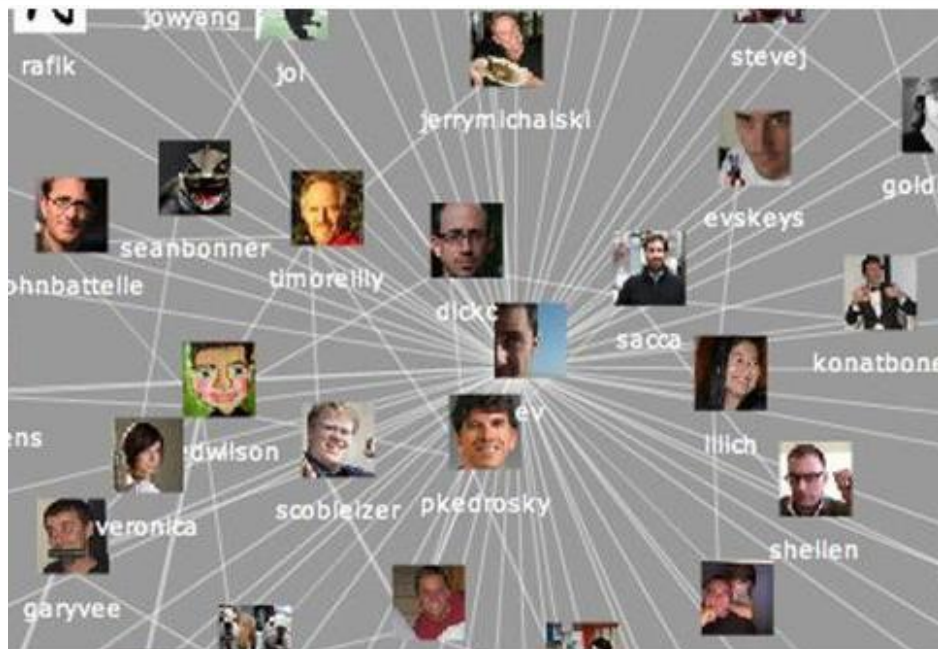 jowyang
rafik
joi
stevej
jerrymichalski
gold
evskeys
seanbonner
timoreilly
ohnbattelle
dickc
sacca
konatbone
ev
ens
edwilson
lilich
scobleizer
pkedrosky
veronica
shellen
garyvee